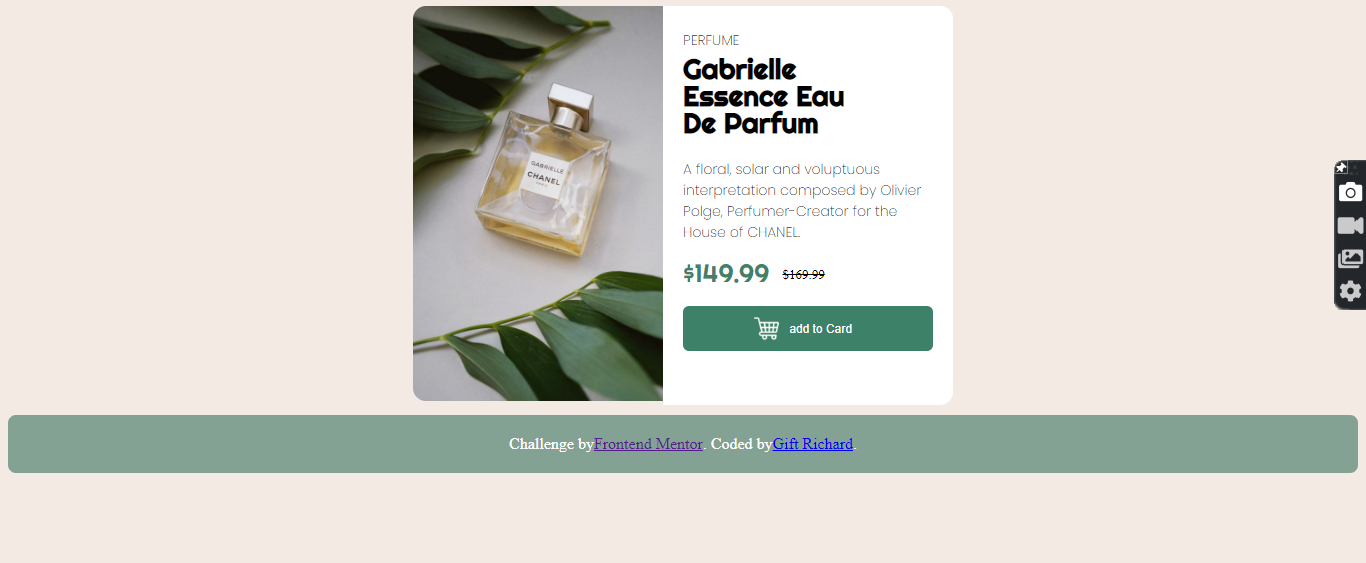 PERFUME
Gabrielle
Essence Eau
De Parfum
A floral, solar and voluptuous
interpretation composed by Olivier
Polge, Perfumer-Creator for the
House of CHANEL.
$149.99 $169.99
add to Card
GABRIELLE
CHANEL
PARIS
Challenge byFrontend Mentor. Coded byGift Richard.